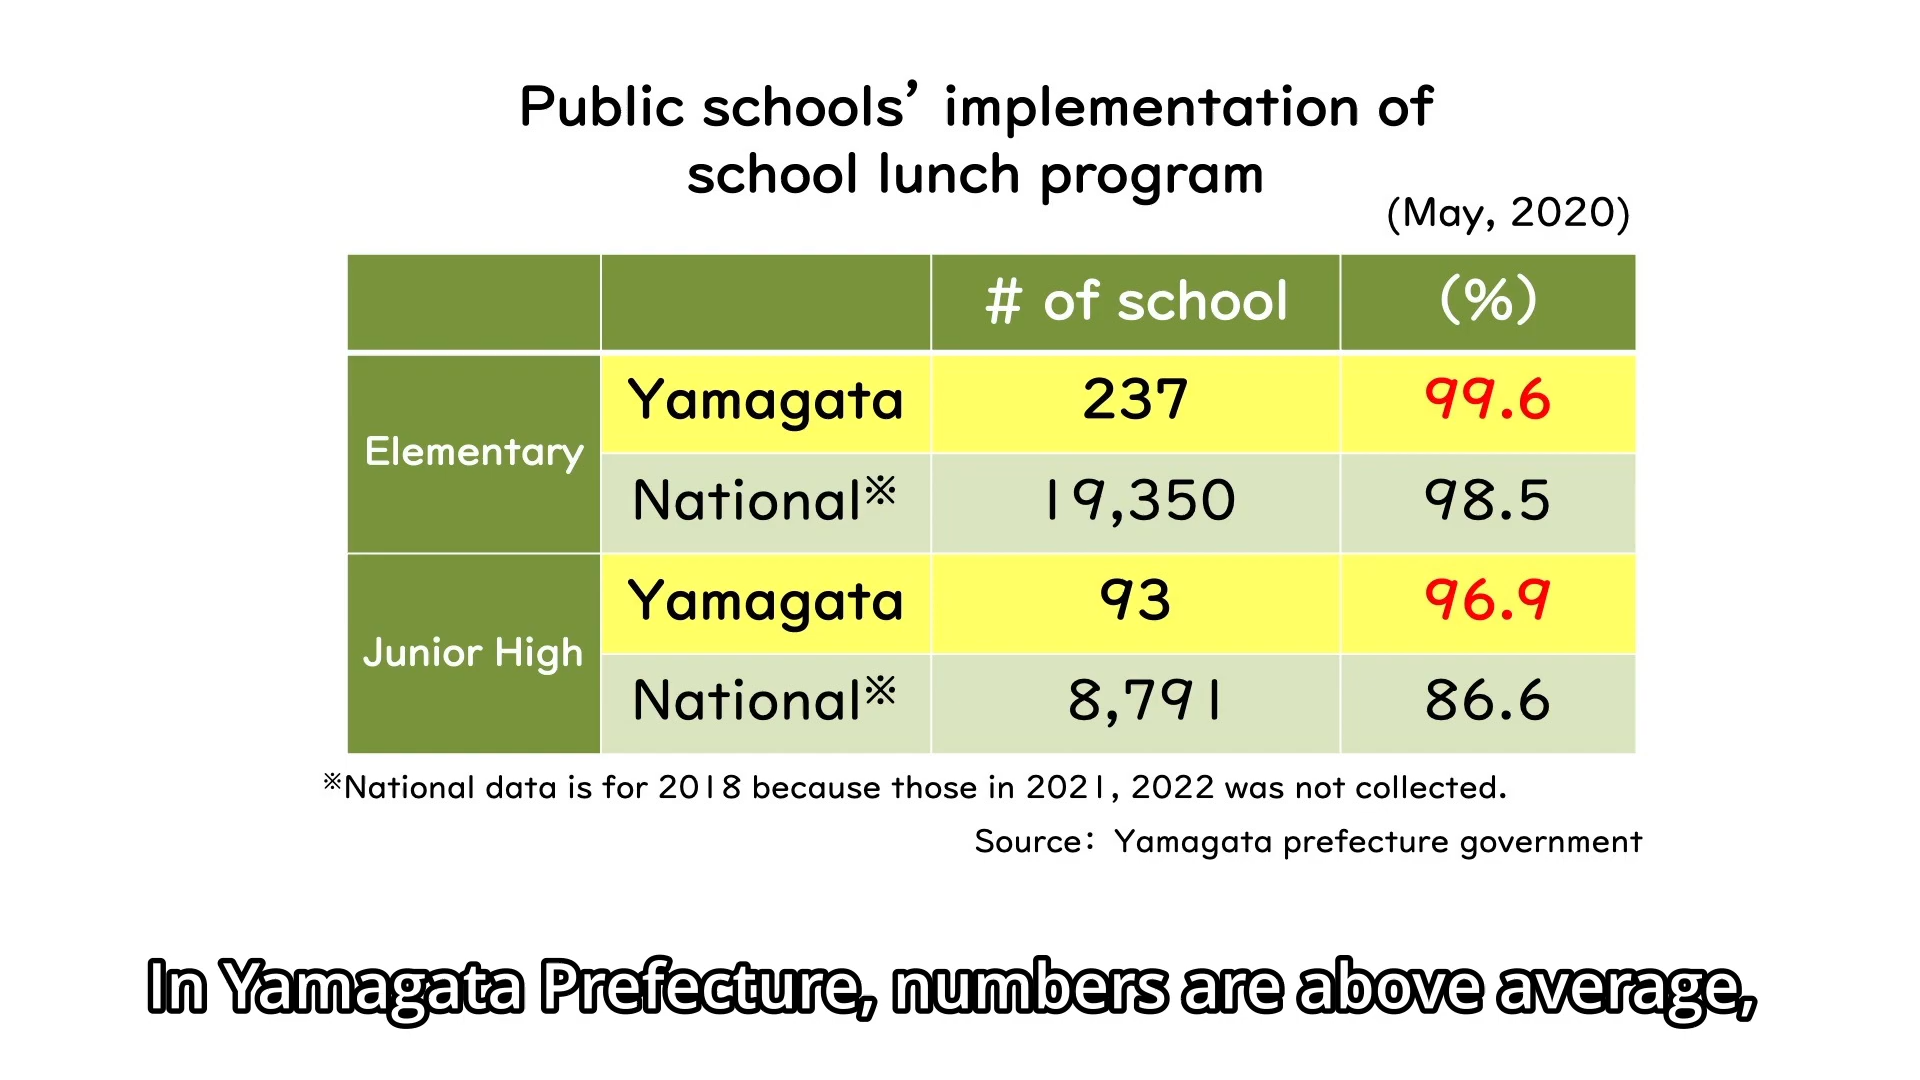 Public schools’ implementation of
school lunch program
(May, 2020)
# of school (%)
Elementary
Yamagata 237 99.6
National※ 19,350 98.5
Junior High
Yamagata 93 96.9
National※ 8,791 86.6
※National data is for 2018 because those in 2021, 2022 was not collected.
Source: Yamagata prefecture government
In Yamagata Prefecture, numbers are above average,